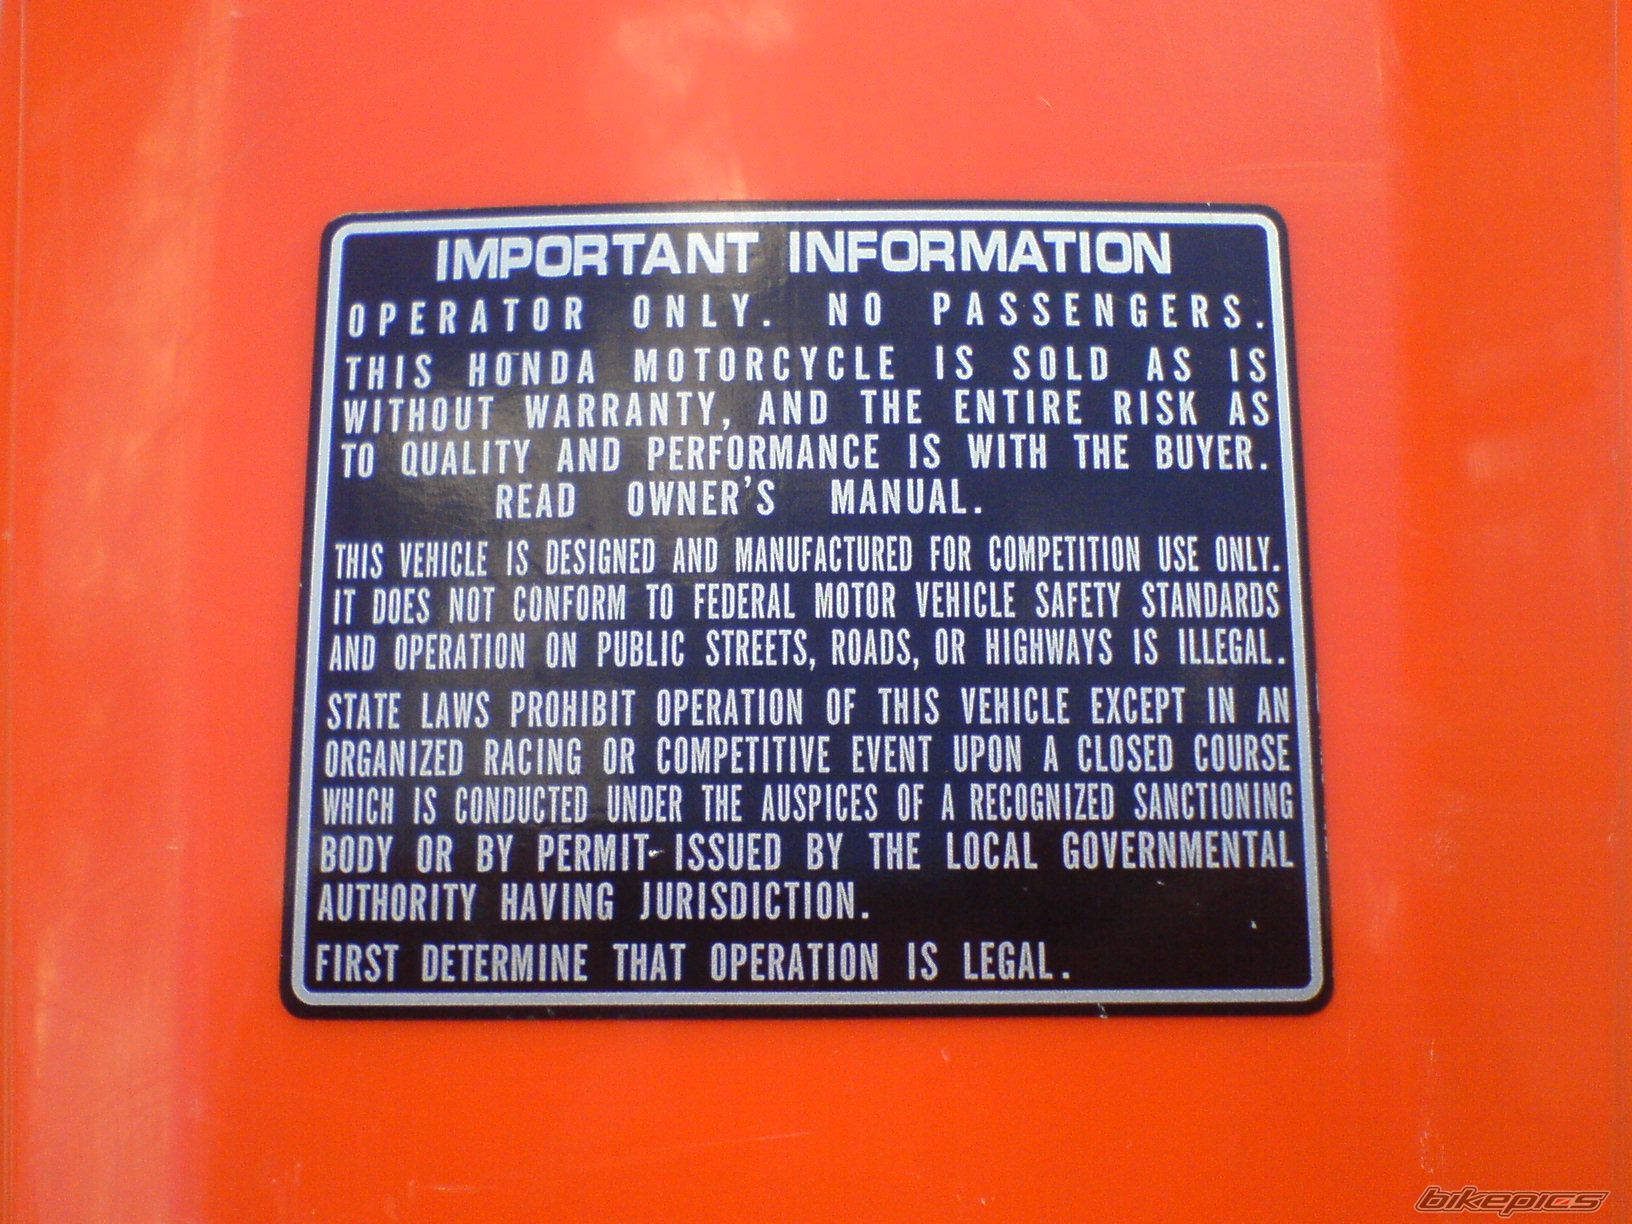 IMPORTANT INFORMATION
OPERATOR ONLY. NO PASSENGERS.
THIS HONDA MOTORCYCLE IS SOLD AS IS
WITHOUT WARRANTY, AND THE ENTIRE RISK AS
TO QUALITY AND PERFORMANCE IS WITH THE BUYER.
READ OWNER'S MANUAL.
THIS VEHICLE IS DESIGNED AND MANUFACTURED FOR COMPETITION USE ONLY.
IT DOES NOT CONFORM TO FEDERAL MOTOR VEHICLE SAFETY STANDARDS
AND OPERATION ON PUBLIC STREETS, ROADS, OR HIGHWAYS IS ILLEGAL.
STATE LAWS PROHIBIT OPERATION OF THIS VEHICLE EXCEPT IN AN
ORGANIZED RACING OR COMPETITIVE EVENT UPON A CLOSED COURSE
WHICH IS CONDUCTED UNDER THE AUSPICES OF A RECOGNIZED SANCTIONING
BODY OR BY PERMIT ISSUED BY THE LOCAL GOVERNMENTAL
AUTHORITY HAVING JURISDICTION.
FIRST DETERMINE THAT OPERATION IS LEGAL.
bikepics